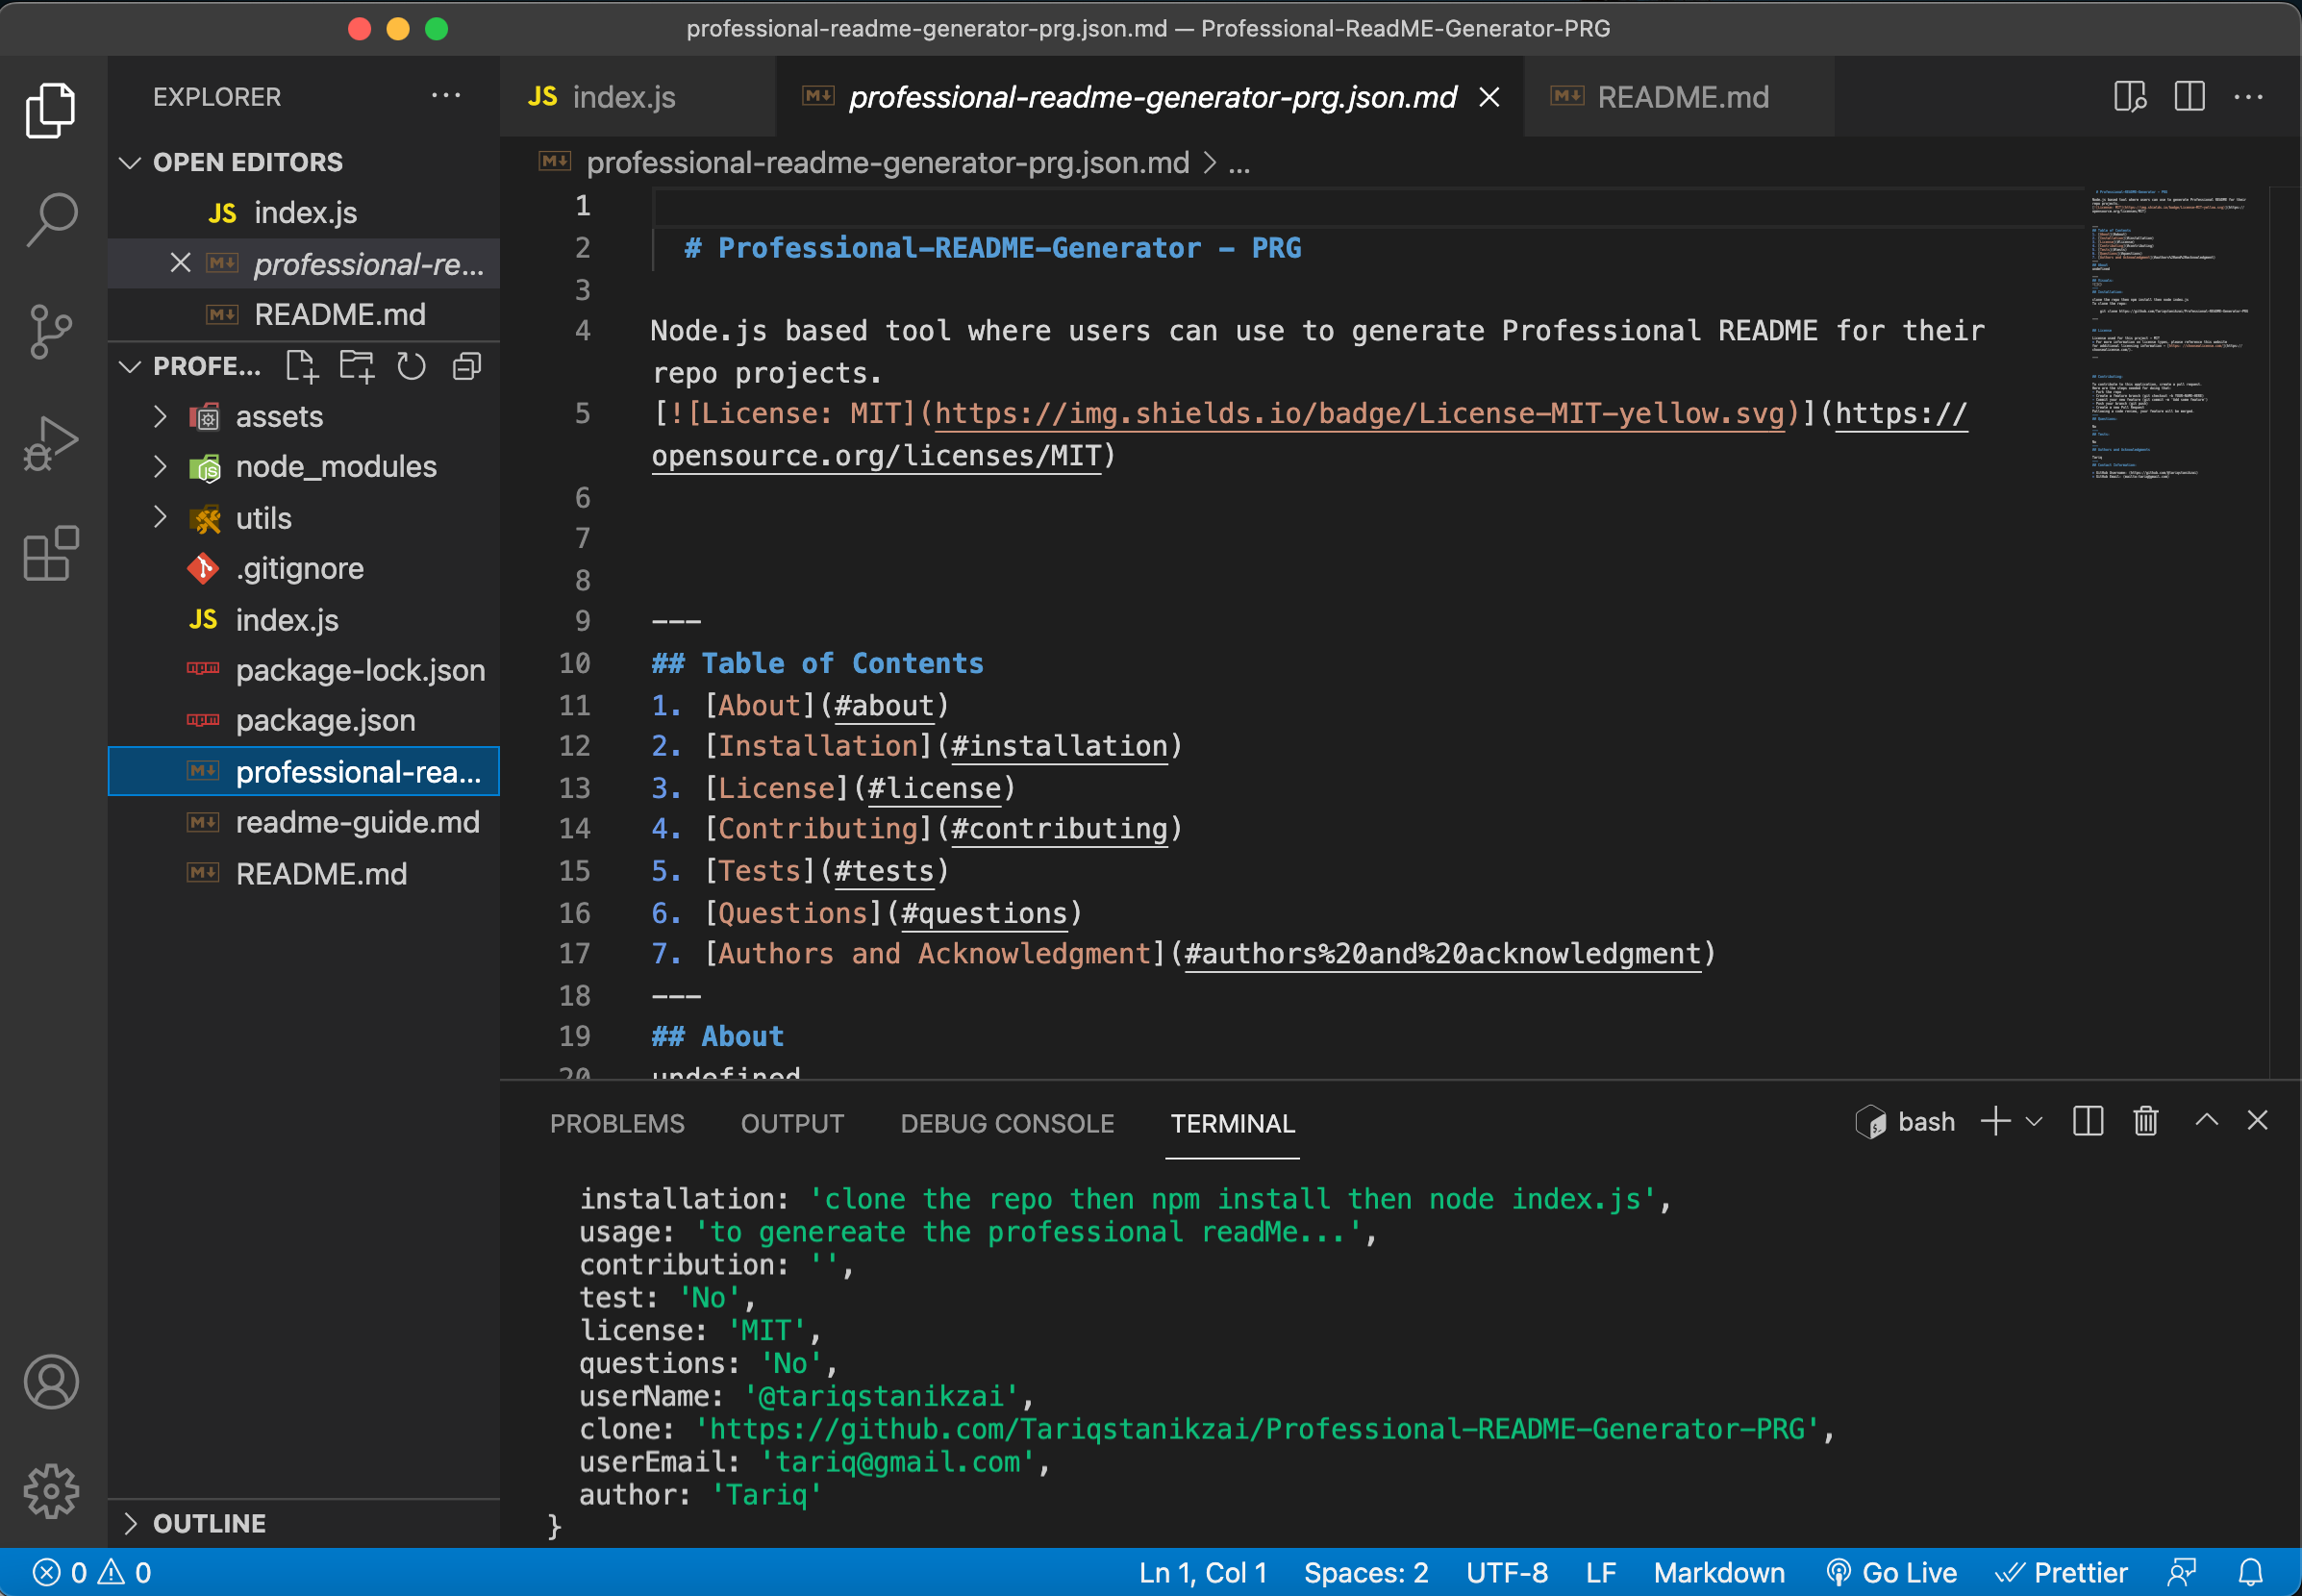 professional-readme-generator-prg.json.md — Professional-ReadME-Generator-PRG
EXPLORER
JS index.js
professional-readme-generator-prg.json.md
README.md
OPEN EDITORS
JS index.js
professional-re...
README.md
PROFE...
assets
node_modules
utils
.gitignore
JS index.js
package-lock.json
package.json
professional-rea...
readme-guide.md
README.md
OUTLINE
professional-readme-generator-prg.json.md > ...
1
2 # Professional-README-Generator - PRG
3
4 Node.js based tool where users can use to generate Professional README for their
repo projects.
5 [![License: MIT](https://img.shields.io/badge/License-MIT-yellow.svg)](https://
opensource.org/licenses/MIT)
6
7
8
9 ---
10 ## Table of Contents
11 1. [About](#about)
12 2. [Installation](#installation)
13 3. [License](#license)
14 4. [Contributing](#contributing)
15 5. [Tests](#tests)
16 6. [Questions](#questions)
17 7. [Authors and Acknowledgment](#authors%20and%20acknowledgment)
18 ---
19 ## About
20 undefined
PROBLEMS OUTPUT DEBUG CONSOLE TERMINAL
bash
installation: 'clone the repo then npm install then node index.js',
usage: 'to genereate the professional readMe...',
contribution: '',
test: 'No',
license: 'MIT',
questions: 'No',
userName: '@tariqstanikzai',
clone: 'https://github.com/Tariqstanikzai/Professional-README-Generator-PRG',
userEmail: 'tariq@gmail.com',
author: 'Tariq'
}
0 0
Ln 1, Col 1 Spaces: 2 UTF-8 LF Markdown Go Live Prettier